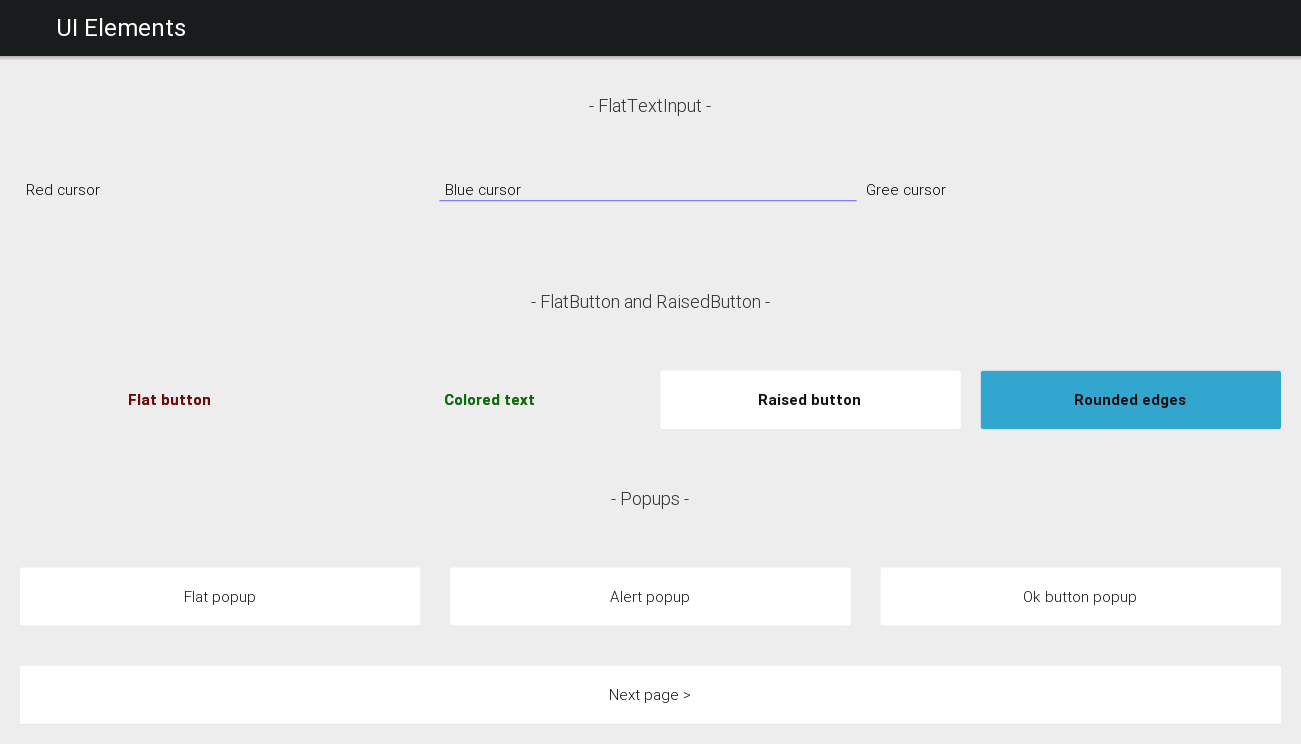 UI Elements
- FlatTextInput -
Red cursor
Blue cursor
Gree cursor
- FlatButton and RaisedButton -
Flat button
Colored text
Raised button
Rounded edges
- Popups -
Flat popup
Alert popup
Ok button popup
Next page >